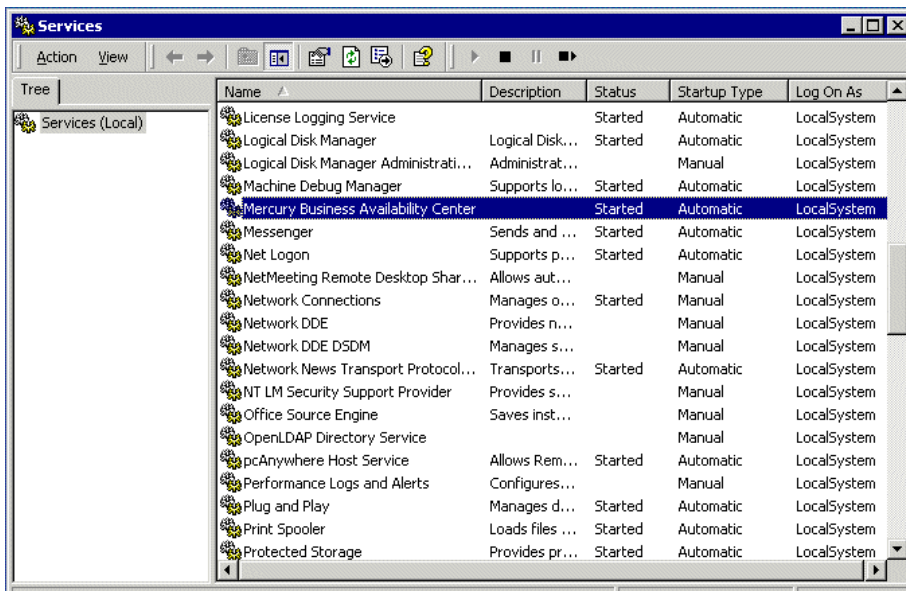 Services
Action View
Tree
Services (Local)
Name Description Status Startup Type Log On As
License Logging Service Started Automatic LocalSystem
Logical Disk Manager Logical Disk... Started Automatic LocalSystem
Logical Disk Manager Administrati... Administrat... Manual LocalSystem
Machine Debug Manager Supports lo... Started Automatic LocalSystem
Mercury Business Availability Center Started Automatic LocalSystem
Messenger Sends and ... Started Automatic LocalSystem
Net Logon Supports p... Started Automatic LocalSystem
NetMeeting Remote Desktop Shar... Allows aut... Manual LocalSystem
Network Connections Manages o... Started Manual LocalSystem
Network DDE Provides n... Manual LocalSystem
Network DDE DSDM Manages s... Manual LocalSystem
Network News Transport Protocol... Transports... Started Automatic LocalSystem
NT LM Security Support Provider Provides s... Manual LocalSystem
Office Source Engine Saves inst... Manual LocalSystem
OpenLDAP Directory Service Manual LocalSystem
pcAnywhere Host Service Allows Rem... Started Automatic LocalSystem
Performance Logs and Alerts Configures... Manual LocalSystem
Plug and Play Manages d... Started Automatic LocalSystem
Print Spooler Loads files ... Started Automatic LocalSystem
Protected Storage Provides pr... Started Automatic LocalSystem